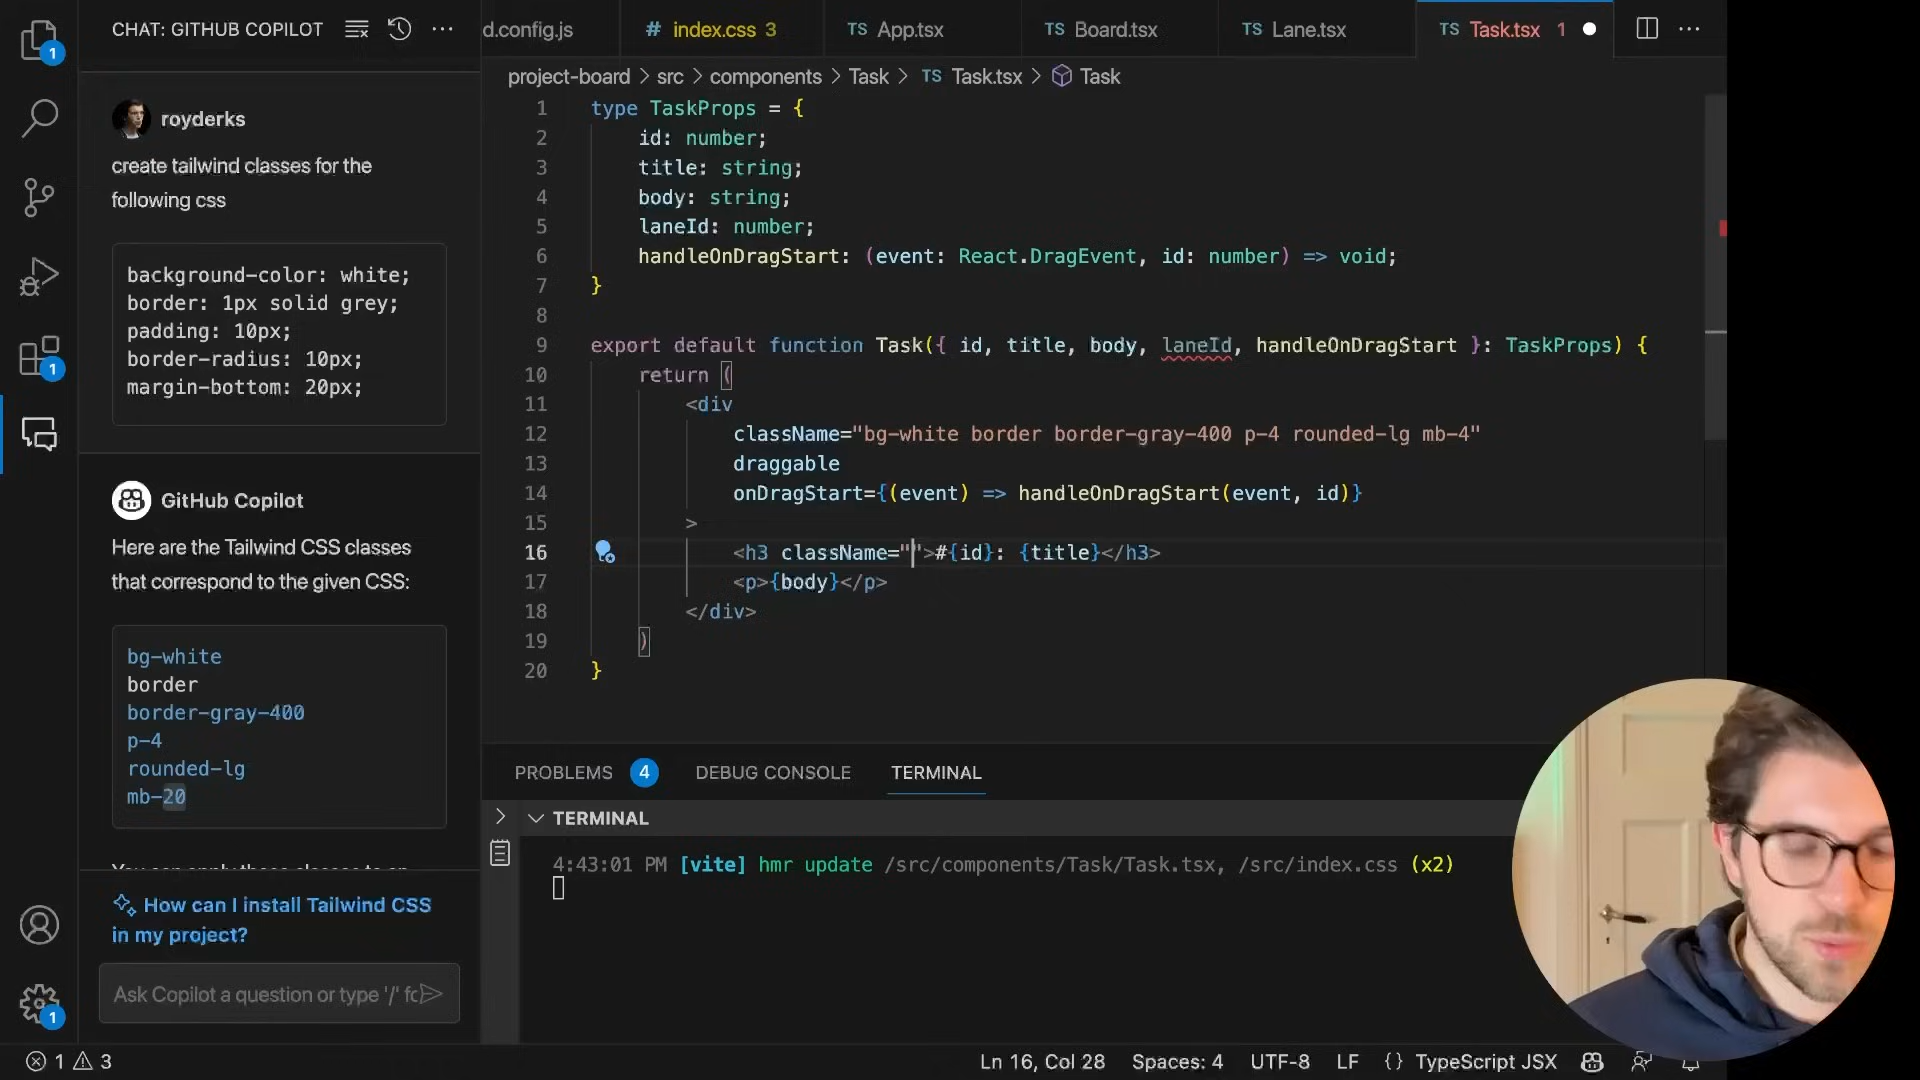 CHAT: GITHUB COPILOT
d.config.js
# index.css 3
TS App.tsx
TS Board.tsx
TS Lane.tsx
TS Task.tsx 1
project-board > src > components > Task > TS Task.tsx > Task
1
royderks
create tailwind classes for the
following css
background-color: white;
border: 1px solid grey;
padding: 10px;
border-radius: 10px;
margin-bottom: 20px;
1
GitHub Copilot
Here are the Tailwind CSS classes
that correspond to the given CSS:
bg-white
border
border-gray-400
p-4
rounded-lg
mb-20
How can I install Tailwind CSS
in my project?
Ask Copilot a question or type '/' fo
1
1 type TaskProps = {
2 id: number;
3 title: string;
4 body: string;
5 laneId: number;
6 handleOnDragStart: (event: React.DragEvent, id: number) => void;
7 }
8
9 export default function Task({ id, title, body, laneId, handleOnDragStart }: TaskProps) {
10 return (
11 <div
12 className="bg-white border border-gray-400 p-4 rounded-lg mb-4"
13 draggable
14 onDragStart={(event) => handleOnDragStart(event, id)}
15 >
16 <h3 className="">#{id}: {title}</h3>
17 <p>{body}</p>
18 </div>
19 )
20 }
PROBLEMS 4 DEBUG CONSOLE TERMINAL
TERMINAL
4:43:01 PM [vite] hmr update /src/components/Task/Task.tsx, /src/index.css (x2)
1 3
Ln 16, Col 28 Spaces: 4 UTF-8 LF {} TypeScript JSX